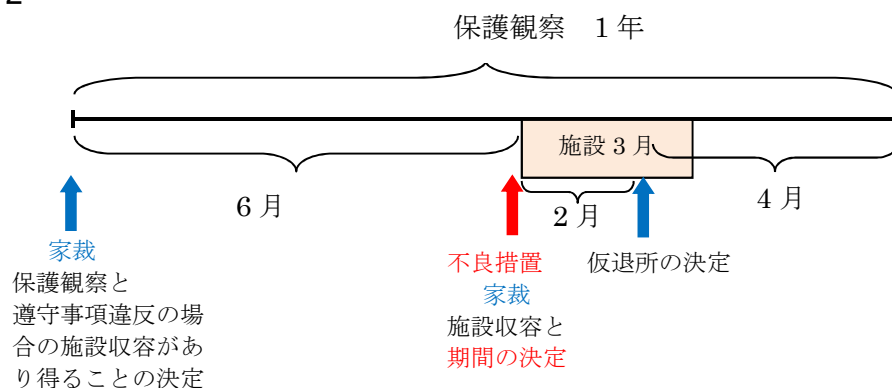 保護観察 1年
施設3月
6月
2月
4月
家裁
保護観察と
遵守事項違反の場
合の施設収容があ
り得ることの決定
不良措置
家裁
施設収容と
期間の決定
仮退所の決定